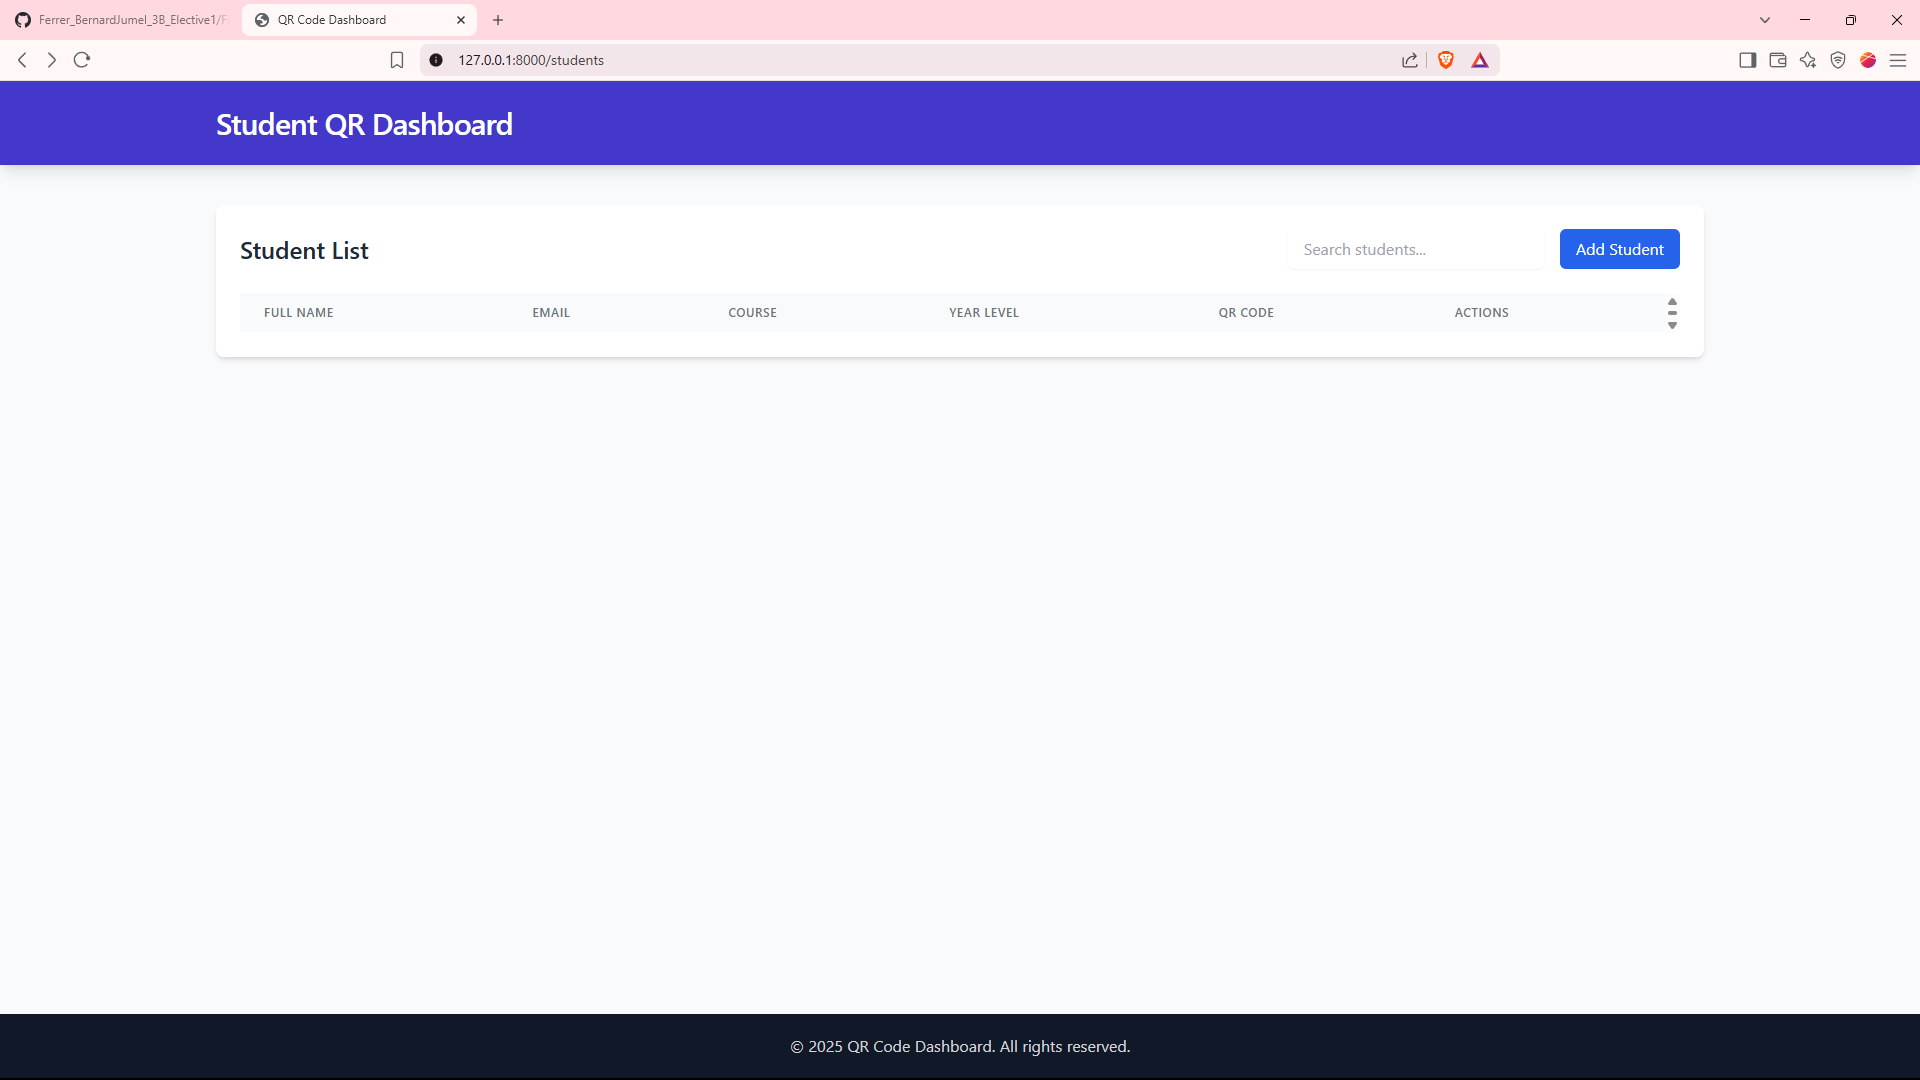 Ferrer_BernardJumel_3B_Elective1/F
QR Code Dashboard
127.0.0.1:8000/students
Student QR Dashboard
Student List
Search students...
Add Student
FULL NAME EMAIL COURSE YEAR LEVEL QR CODE ACTIONS
© 2025 QR Code Dashboard. All rights reserved.